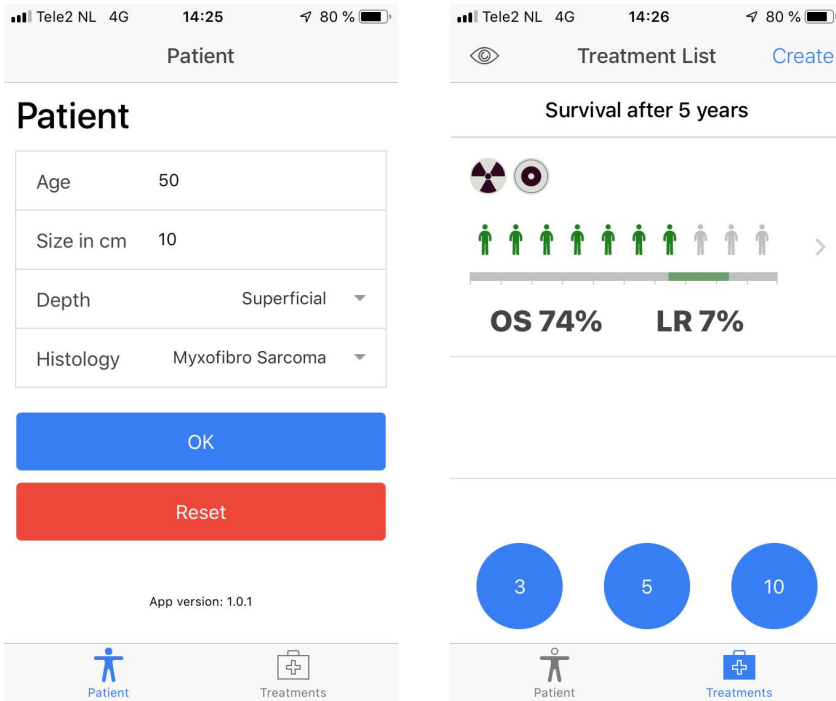 Tele2 NL 4G 14:25 80 %
Patient
Patient
Age 50
Size in cm 10
Depth Superficial
Histology Myxofibro Sarcoma
OK
Reset
App version: 1.0.1
Patient Treatments
Tele2 NL 4G 14:26 80 %
Treatment List Create
Survival after 5 years
OS 74% LR 7%
3 5 10
Patient Treatments